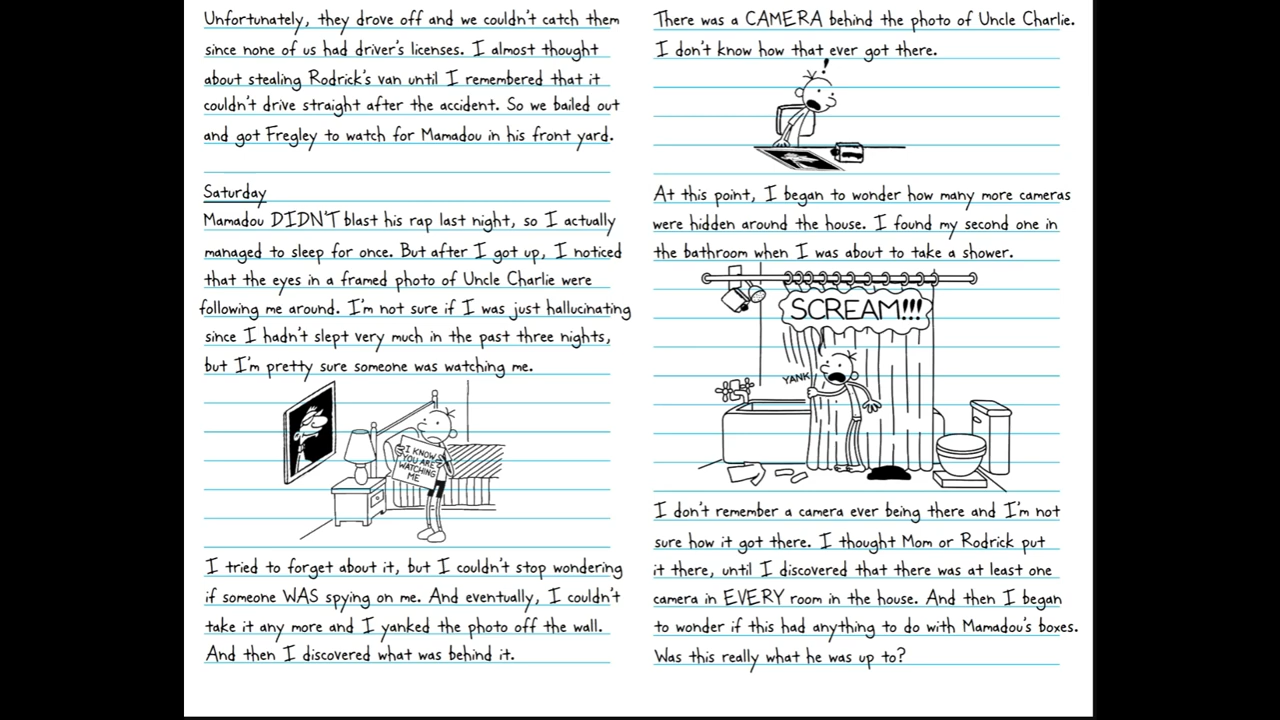 Unfortunately, they drove off and we couldn't catch them
since none of us had driver's licenses. I almost thought
about stealing Rodrick's van until I remembered that it
couldn't drive straight after the accident. So we bailed out
and got Fregley to watch for Mamadou in his front yard.
Saturday
Mamadou DIDN'T blast his rap last night, so I actually
managed to sleep for once. But after I got up, I noticed
that the eyes in a framed photo of Uncle Charlie were
following me around. I'm not sure if I was just hallucinating
since I hadn't slept very much in the past three nights,
but I'm pretty sure someone was watching me.
I KNOW
YOU ARE
WATCHING
ME
I tried to forget about it, but I couldn't stop wondering
if someone WAS spying on me. And eventually, I couldn't
take it any more and I yanked the photo off the wall.
And then I discovered what was behind it.
There was a CAMERA behind the photo of Uncle Charlie.
I don't know how that ever got there.
!
At this point, I began to wonder how many more cameras
were hidden around the house. I found my second one in
the bathroom when I was about to take a shower.
SCREAM!!!
YANK
I don't remember a camera ever being there and I'm not
sure how it got there. I thought Mom or Rodrick put
it there, until I discovered that there was at least one
camera in EVERY room in the house. And then I began
to wonder if this had anything to do with Mamadou's boxes.
Was this really what he was up to?